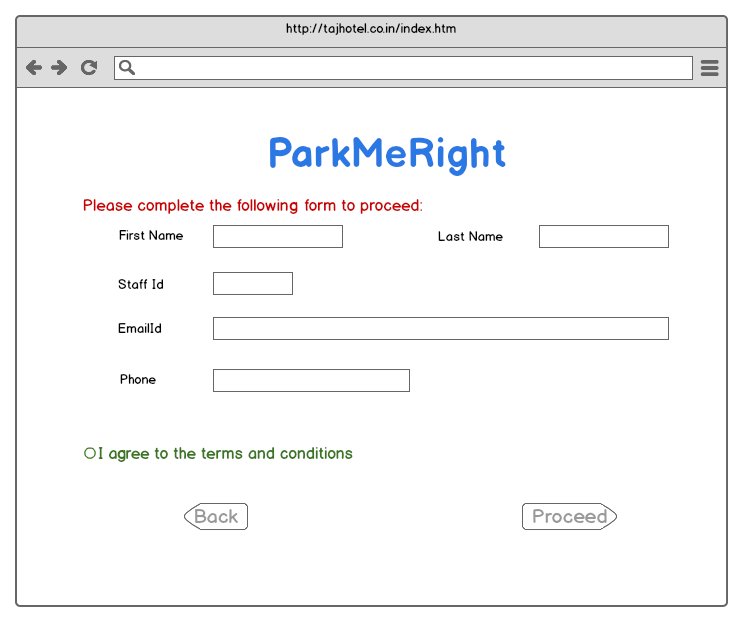 http://tajhotel.co.in/index.htm
ParkMeRight
Please complete the following form to proceed:
First Name Last Name
Staff Id
EmailId
Phone
I agree to the terms and conditions
Back Proceed